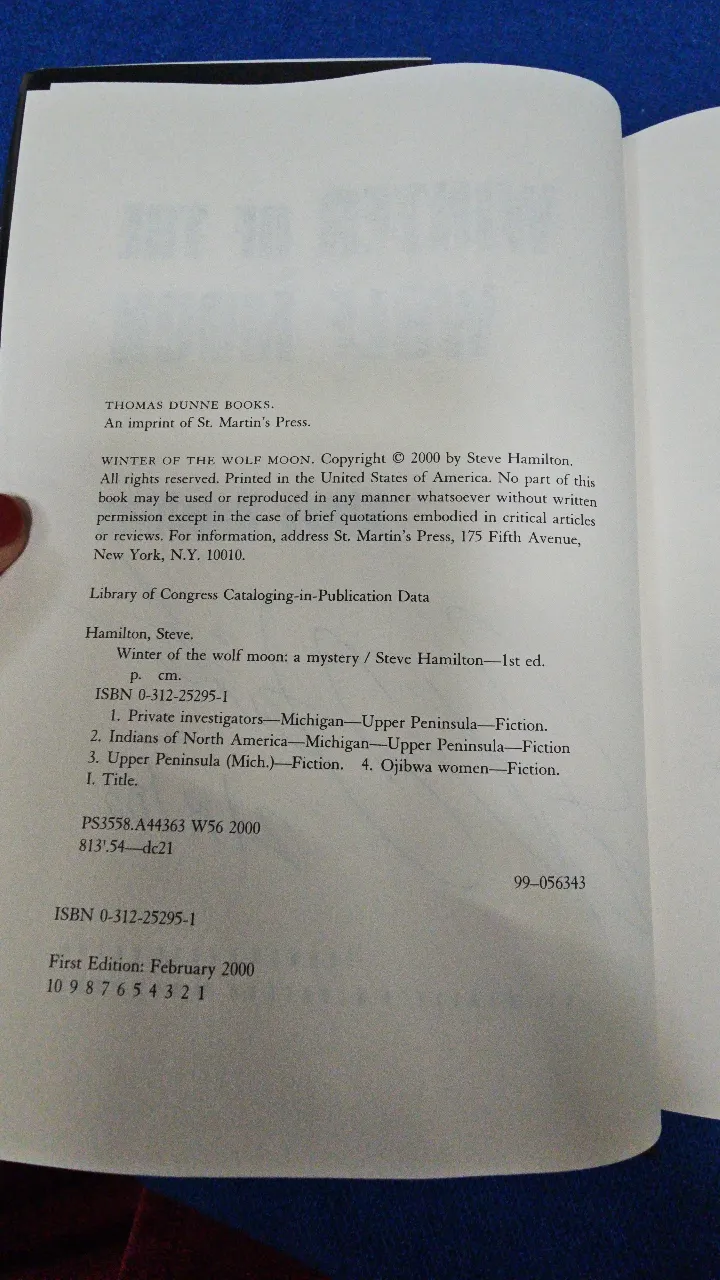 THOMAS DUNNE BOOKS.
An imprint of St. Martin's Press.
WINTER OF THE WOLF MOON. Copyright © 2000 by Steve Hamilton.
All rights reserved. Printed in the United States of America. No part of this
book may be used or reproduced in any manner whatsoever without written
permission except in the case of brief quotations embodied in critical articles
or reviews. For information, address St. Martin's Press, 175 Fifth Avenue,
New York, N.Y. 10010.
Library of Congress Cataloging-in-Publication Data
Hamilton, Steve.
Winter of the wolf moon: a mystery / Steve Hamilton—1st ed.
p. cm.
ISBN 0-312-25295-1
1. Private investigators—Michigan—Upper Peninsula—Fiction.
2. Indians of North America—Michigan—Upper Peninsula—Fiction
3. Upper Peninsula (Mich.)—Fiction. 4. Ojibwa women—Fiction.
I. Title.
PS3558.A44363 W56 2000
813'.54—dc21
99–056343
ISBN 0-312-25295-1
First Edition: February 2000
10 9 8 7 6 5 4 3 2 1